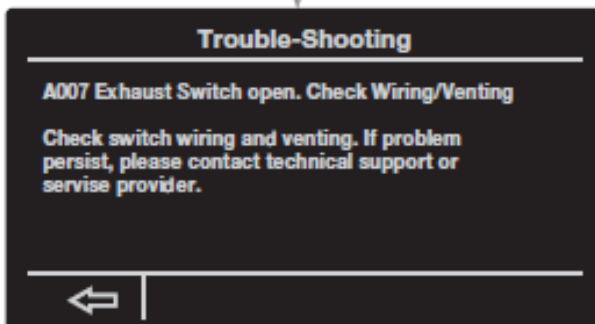 Trouble-Shooting
A007 Exhaust Switch open. Check Wiring/Venting
Check switch wiring and venting. If problem
persist, please contact technical support or
servise provider.